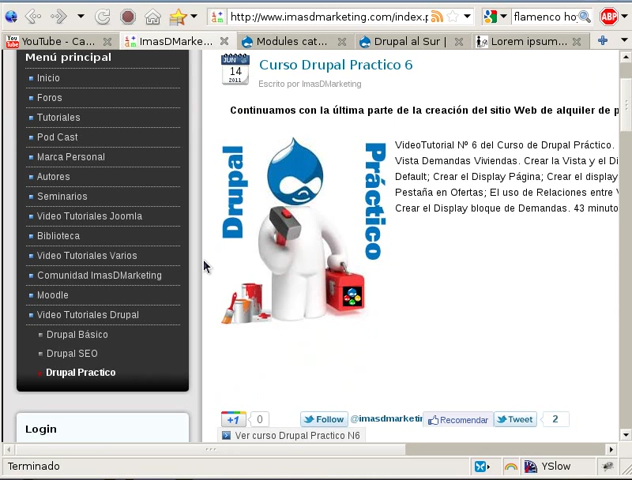 http://www.imasdmarketing.com/index.p
flamenco ho
ABP
YouTube - Ca...
ImasDMarke...
Modules cate
Drupal al Sur |
Lorem ipsum...
Menú principal
Inicio
Foros
Tutoriales
Pod Cast
Marca Personal
Autores
Seminarios
Video Tutoriales Joomla
Biblioteca
Video Tutoriales Varios
Comunidad ImasDMarketing
Moodle
Video Tutoriales Drupal
Drupal Básico
Drupal SEO
Drupal Practico
Login
JUN
14
2011
Curso Drupal Practico 6
Escrito por ImasDMarketing
Continuamos con la última parte de la creación del sitio Web de alquiler de p
Drupal
Práctico
VideoTutorial Nº 6 del Curso de Drupal Práctico.
Vista Demandas Viviendas. Crear la Vista y el Di
Default; Crear el Display Página; Crear el display
Pestaña en Ofertas; El uso de Relaciones entre V
Crear el Display bloque de Demandas. 43 minuto
+1
0
Follow
@imasdmarketin
Recomendar
Tweet
2
Ver curso Drupal Practico N6
Terminado
YSlow